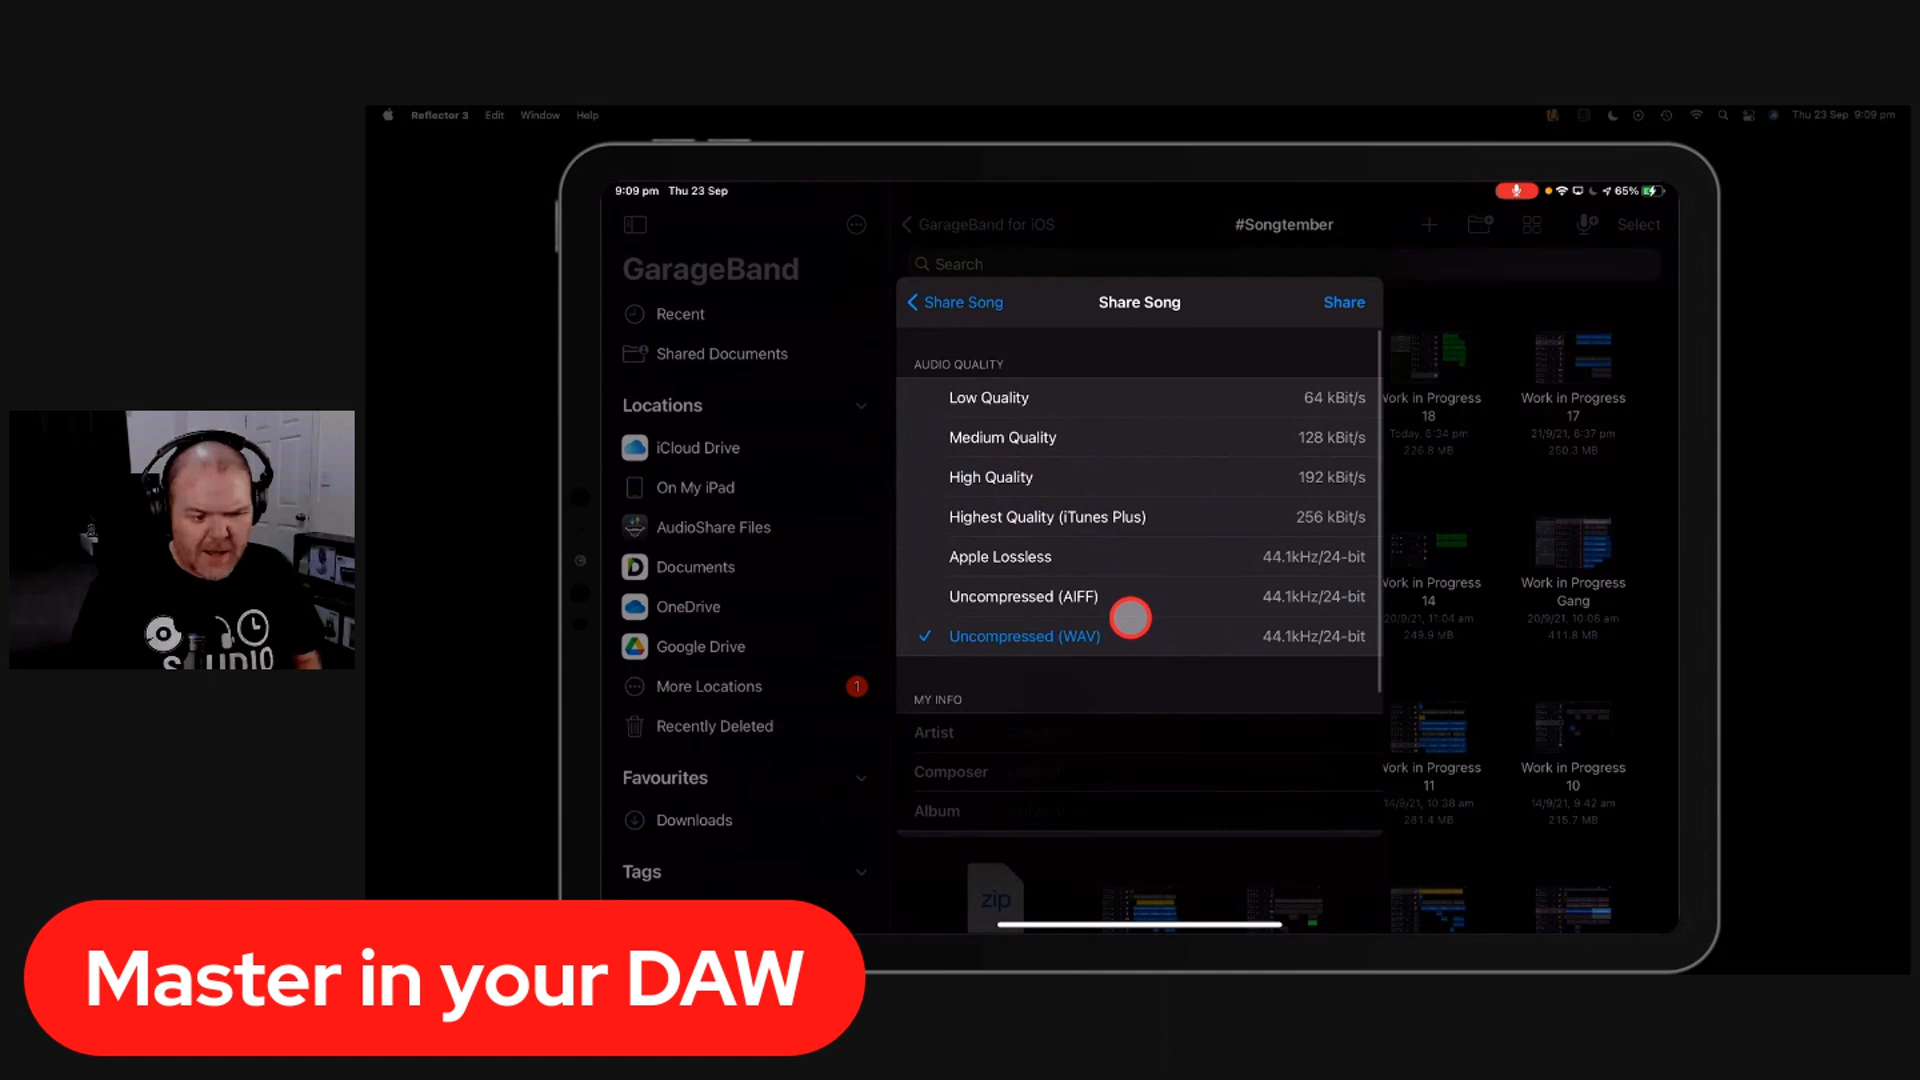 Reflector 3 Edit Window Help
Thu 23 Sep 9:09 pm
9:09 pm Thu 23 Sep
65%
GarageBand
Recent
Shared Documents
Locations
iCloud Drive
On My iPad
AudioShare Files
Documents
OneDrive
Google Drive
More Locations 1
Recently Deleted
Favourites
Downloads
Tags
GarageBand for iOS #Songtember Select
Search
Share Song Share Song Share
AUDIO QUALITY
Low Quality 64 kBit/s
Medium Quality 128 kBit/s
High Quality 192 kBit/s
Highest Quality (iTunes Plus) 256 kBit/s
Apple Lossless 44.1kHz/24-bit
Uncompressed (AIFF) 44.1kHz/24-bit
Uncompressed (WAV) 44.1kHz/24-bit
MY INFO
Artist
Composer
Album
Work in Progress
18
Today, 6:34 pm
226.8 MB
Work in Progress
17
21/9/21, 6:37 pm
250.3 MB
Work in Progress
14
20/9/21, 11:04 am
249.9 MB
Work in Progress
Gang
20/9/21, 10:06 am
411.8 MB
Work in Progress
11
14/9/21, 10:38 am
281.4 MB
Work in Progress
10
14/9/21, 9:42 am
215.7 MB
zip
STUDIO
Master in your DAW